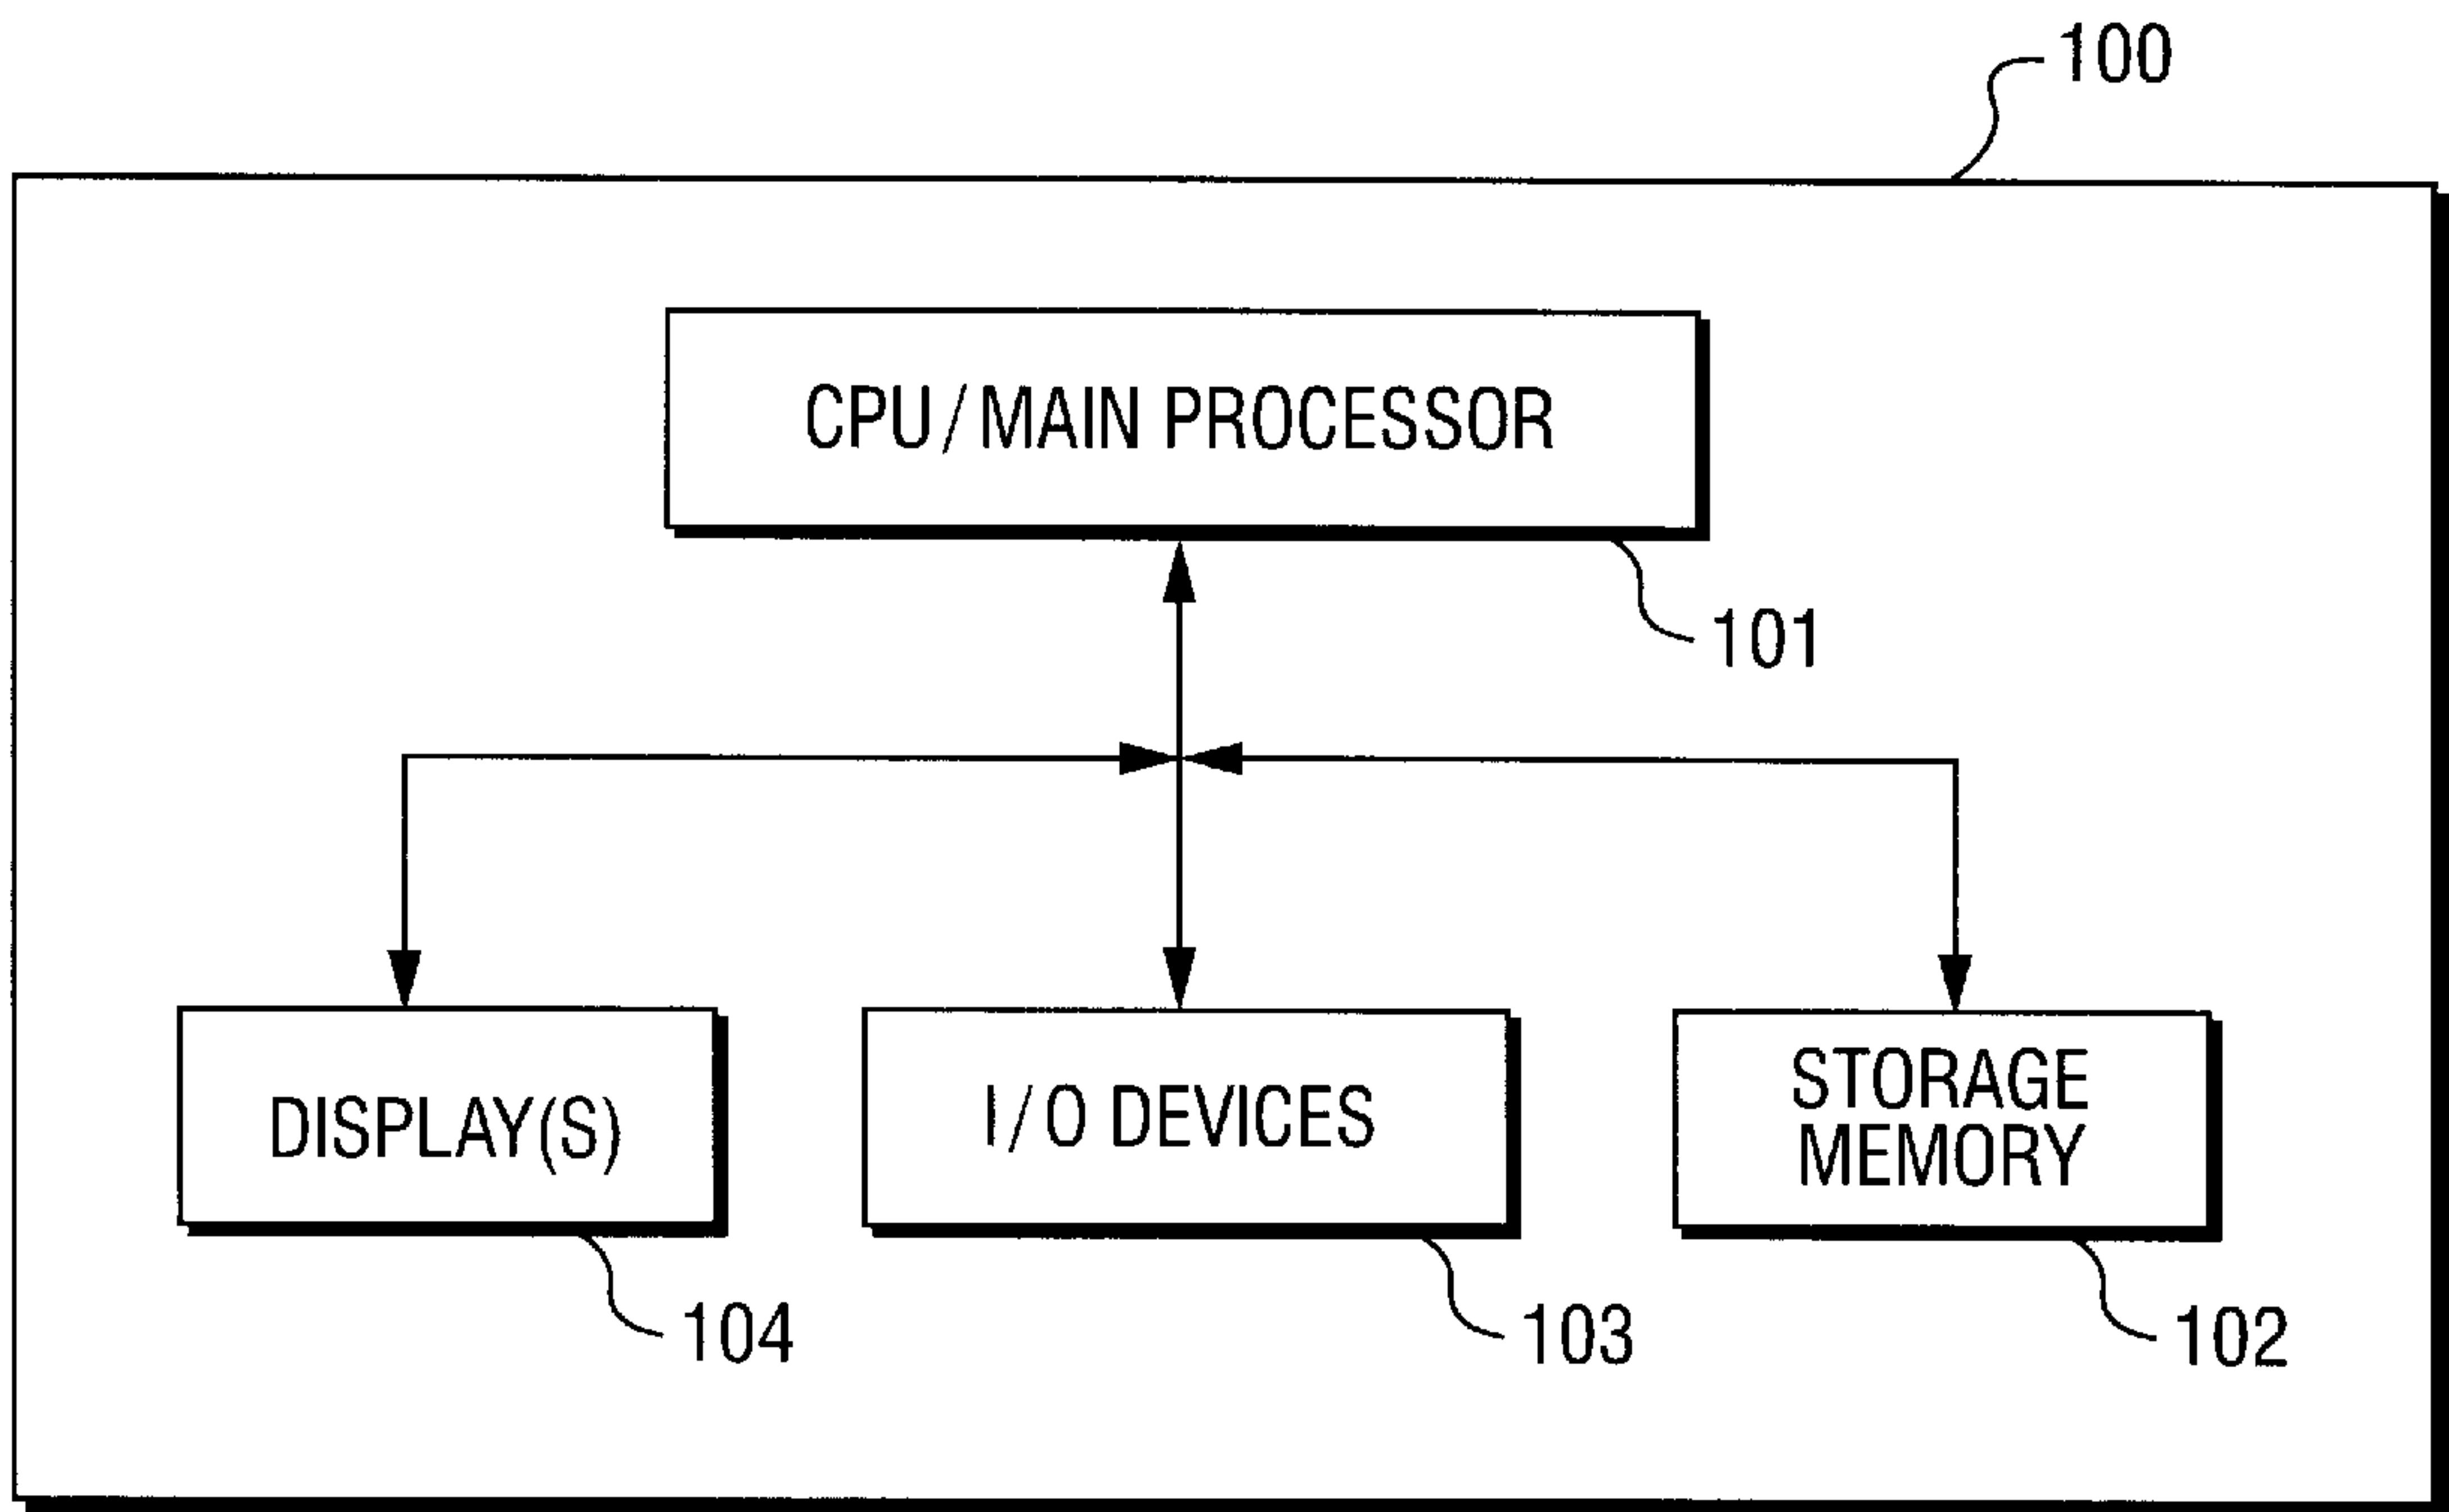 100
CPU/MAIN PROCESSOR
101
DISPLAY(S)
I/O DEVICES
STORAGE
MEMORY
104
103
102